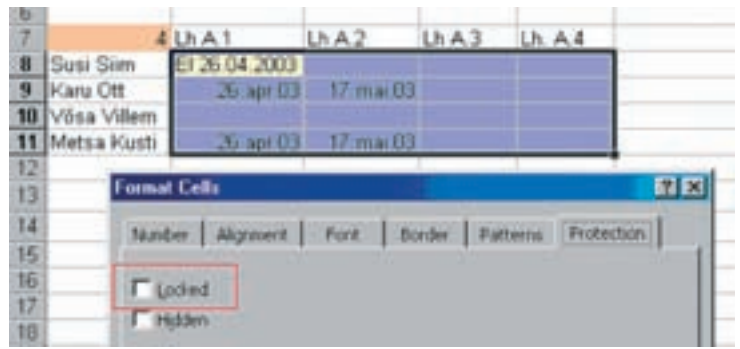 6
7 4 Lh A.1 Lh A.2 Lh A.3 Lh. A.4
8 Susi Siim El 26.04.2003
9 Karu Ott 26. apr 03 17. mai 03
10 Võsa Villem
11 Metsa Kusti 26. apr 03 17. mai 03
12
13 Format Cells
14 Number Alignment Font Border Patterns Protection
15
16 Locked
17
18 Hidden